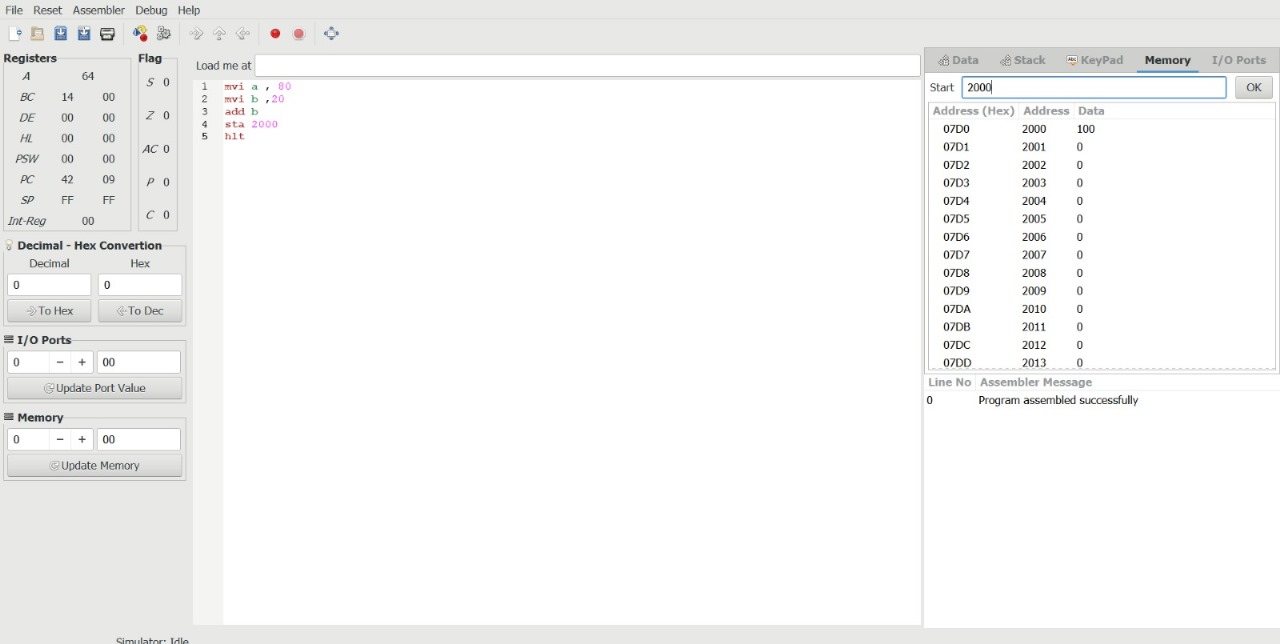 File Reset Assembler Debug Help
Registers
A 64
BC 14 00
DE 00 00
HL 00 00
PSW 00 00
PC 42 09
SP FF FF
Int-Reg 00
Flag
S 0
Z 0
AC 0
P 0
C 0
Decimal - Hex Convertion
Decimal Hex
0 0
To Hex To Dec
I/O Ports
0 − + 00
Update Port Value
Memory
0 − + 00
Update Memory
Load me at
1 mvi a , 80
2 mvi b ,20
3 add b
4 sta 2000
5 hlt
Data Stack KeyPad Memory I/O Ports
Start 2000 OK
Address (Hex) Address Data
07D0 2000 100
07D1 2001 0
07D2 2002 0
07D3 2003 0
07D4 2004 0
07D5 2005 0
07D6 2006 0
07D7 2007 0
07D8 2008 0
07D9 2009 0
07DA 2010 0
07DB 2011 0
07DC 2012 0
07DD 2013 0
Line No Assembler Message
0 Program assembled successfully
Simulator: Idle